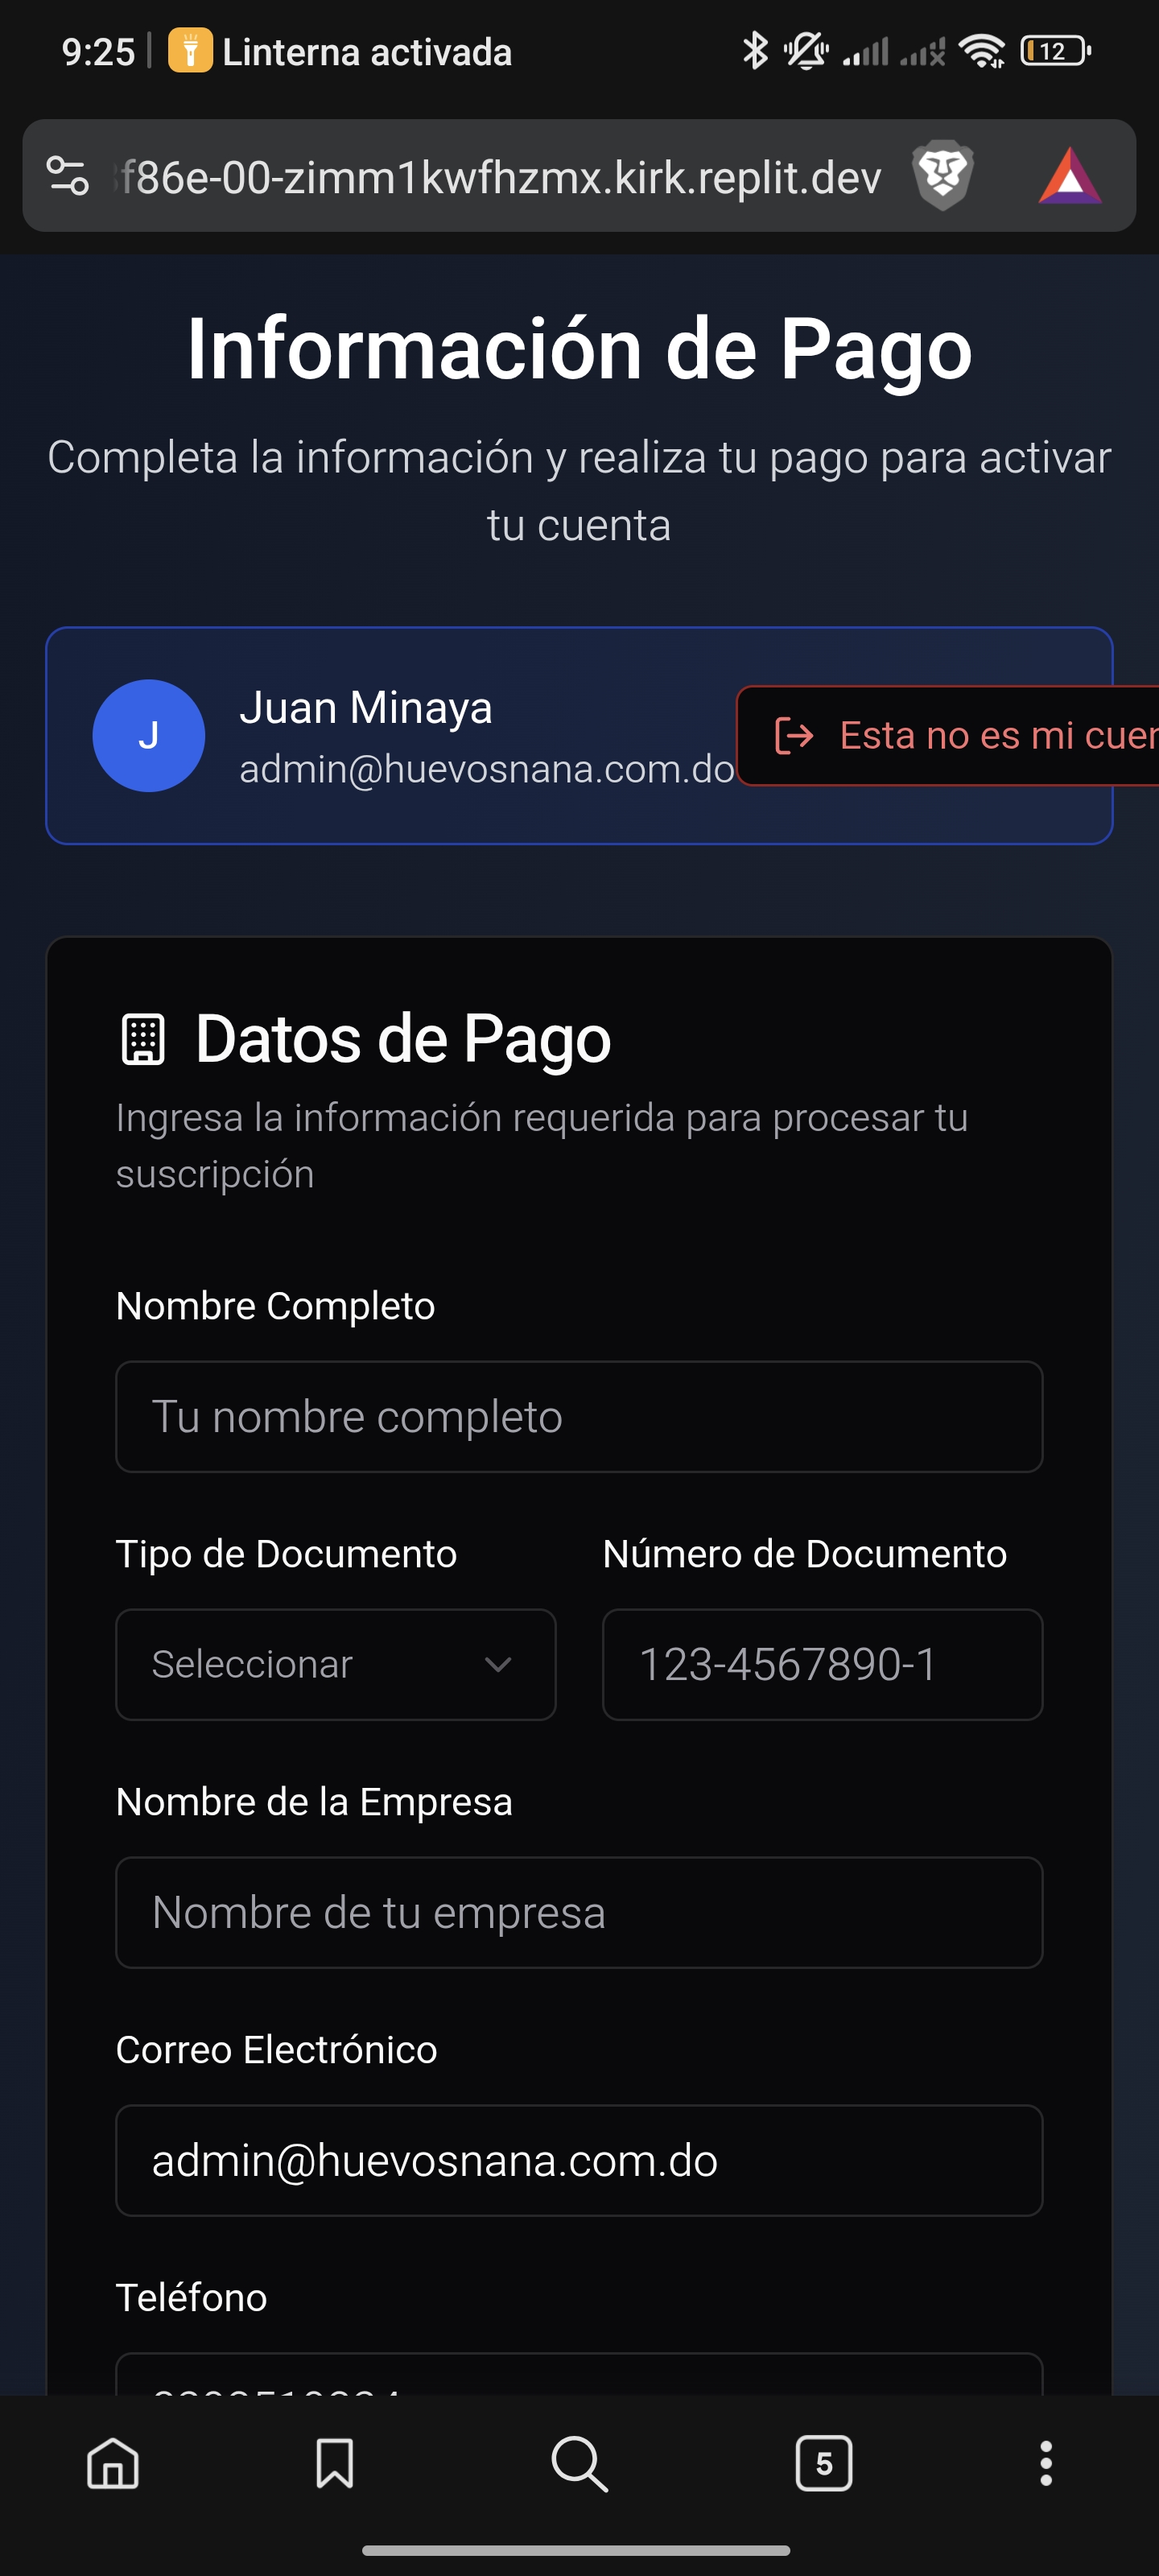 9:25 Linterna activada 12
f86e-00-zimm1kwfhzmx.kirk.replit.dev
Información de Pago
Completa la información y realiza tu pago para activar
tu cuenta
J
Juan Minaya
admin@huevosnana.com.do
Esta no es mi cuen
Datos de Pago
Ingresa la información requerida para procesar tu
suscripción
Nombre Completo
Tu nombre completo
Tipo de Documento
Número de Documento
Seleccionar
123-4567890-1
Nombre de la Empresa
Nombre de tu empresa
Correo Electrónico
admin@huevosnana.com.do
Teléfono
5